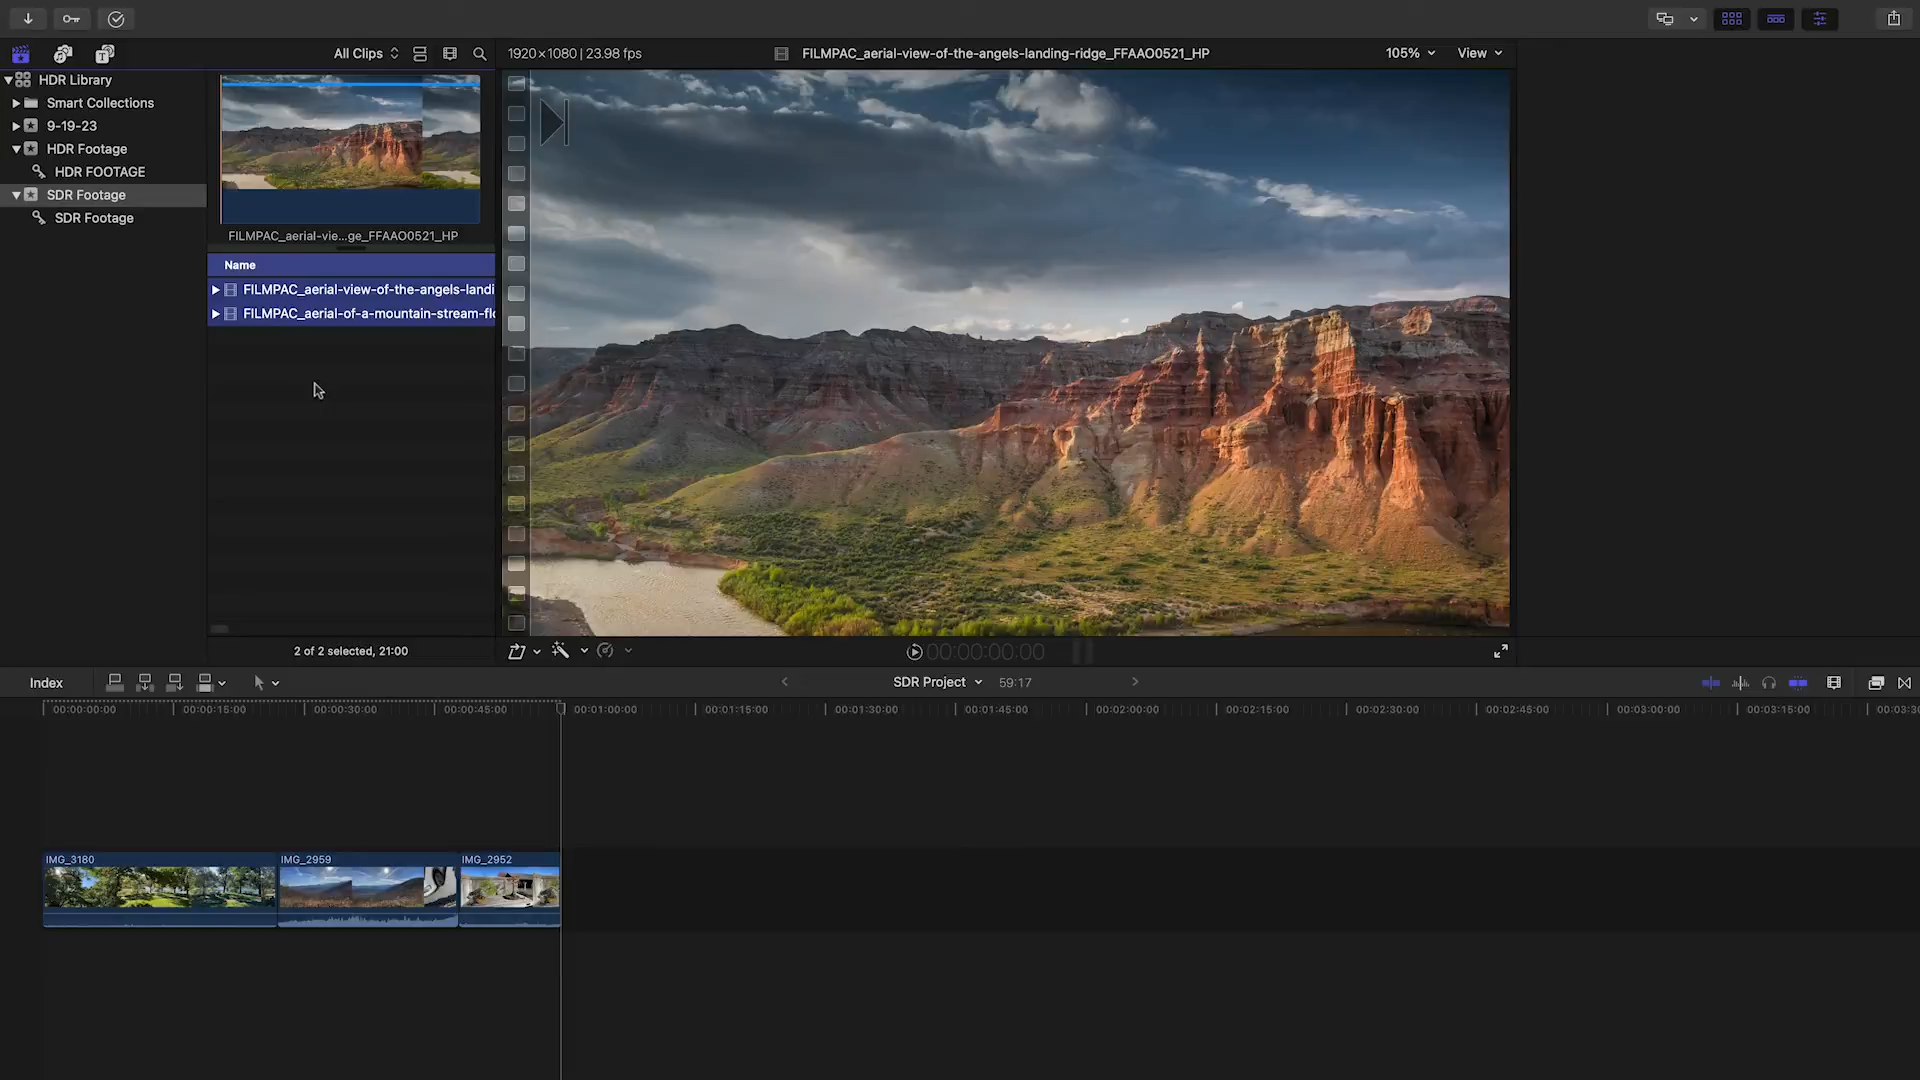 All Clips
1920×1080 | 23.98 fps
FILMPAC_aerial-view-of-the-angels-landing-ridge_FFAAO0521_HP
105%
View
HDR Library
Smart Collections
9-19-23
HDR Footage
HDR FOOTAGE
SDR Footage
SDR Footage
FILMPAC_aerial-vie...ge_FFAAO0521_HP
Name
FILMPAC_aerial-view-of-the-angels-landi
FILMPAC_aerial-of-a-mountain-stream-flo
2 of 2 selected, 21:00
00:00:00:00
Index
SDR Project
59:17
00:00:00:00
00:00:15:00
00:00:30:00
00:00:45:00
00:01:00:00
00:01:15:00
00:01:30:00
00:01:45:00
00:02:00:00
00:02:15:00
00:02:30:00
00:02:45:00
00:03:00:00
00:03:15:00
00:03:30
IMG_3180
IMG_2959
IMG_2952